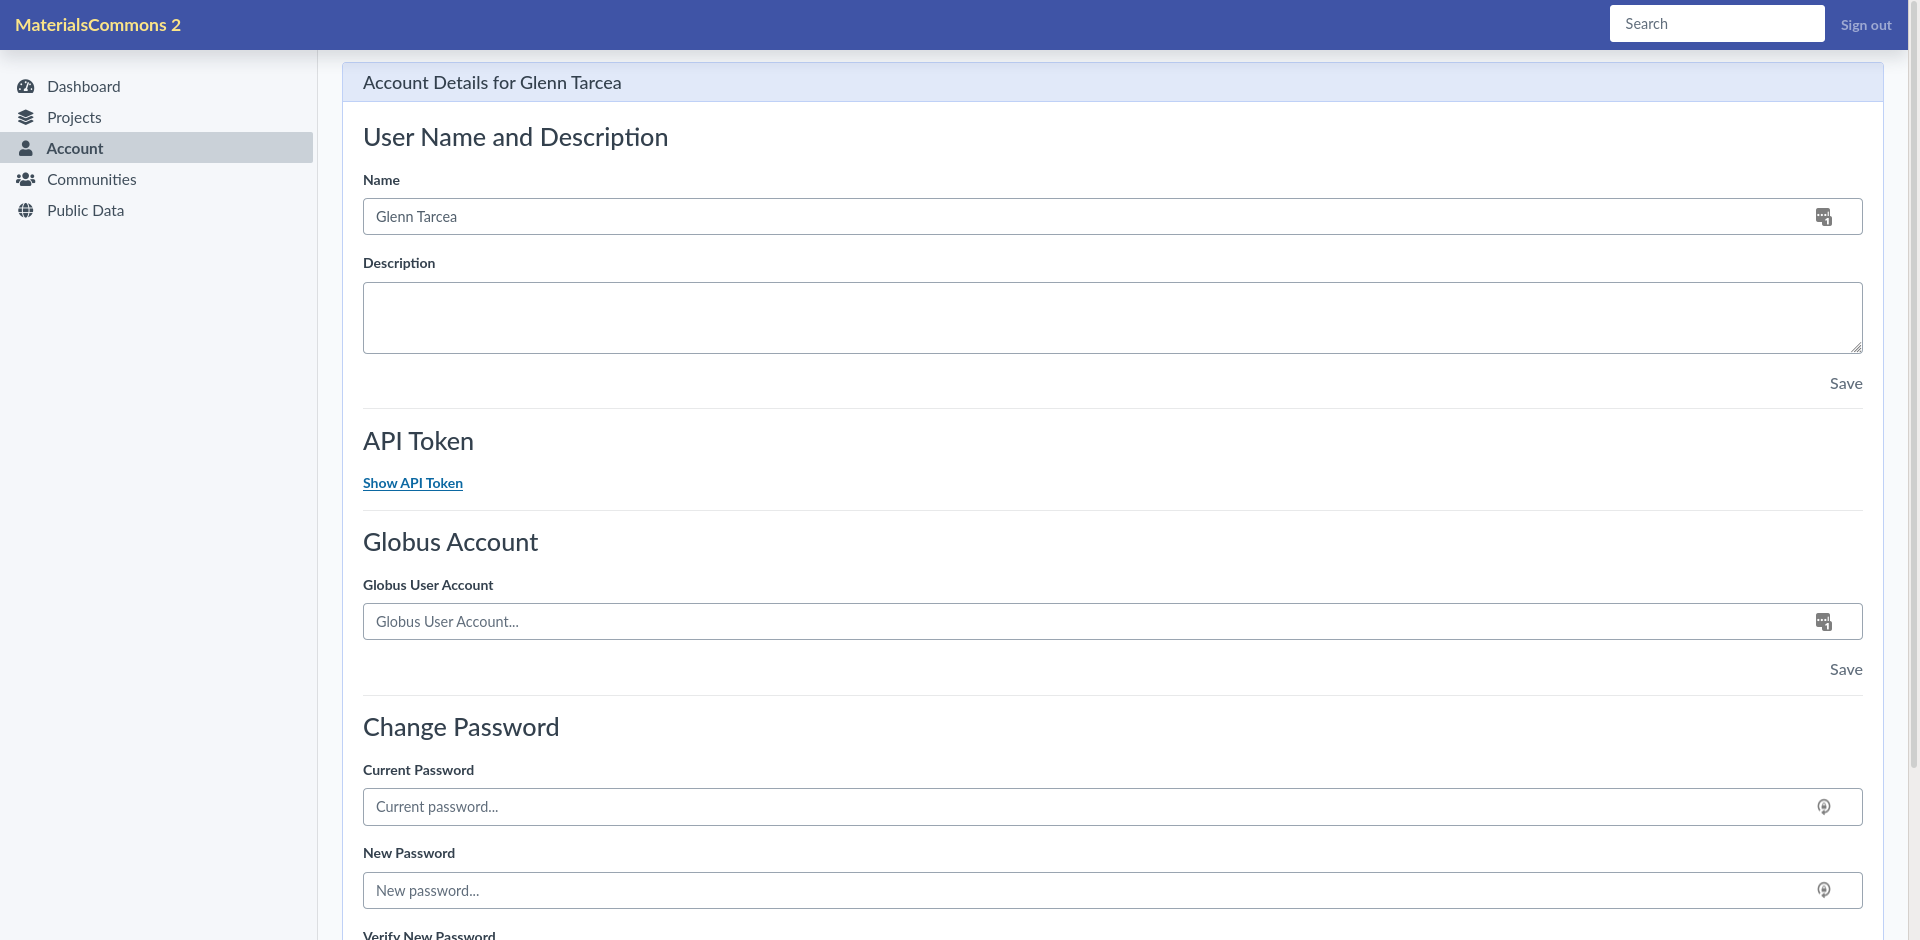 MaterialsCommons 2
Search
Sign out
Dashboard
Projects
Account
Communities
Public Data
Account Details for Glenn Tarcea
User Name and Description
Name
Glenn Tarcea
Description
Save
API Token
Show API Token
Globus Account
Globus User Account
Globus User Account...
Save
Change Password
Current Password
Current password...
New Password
New password...
Verify New Password